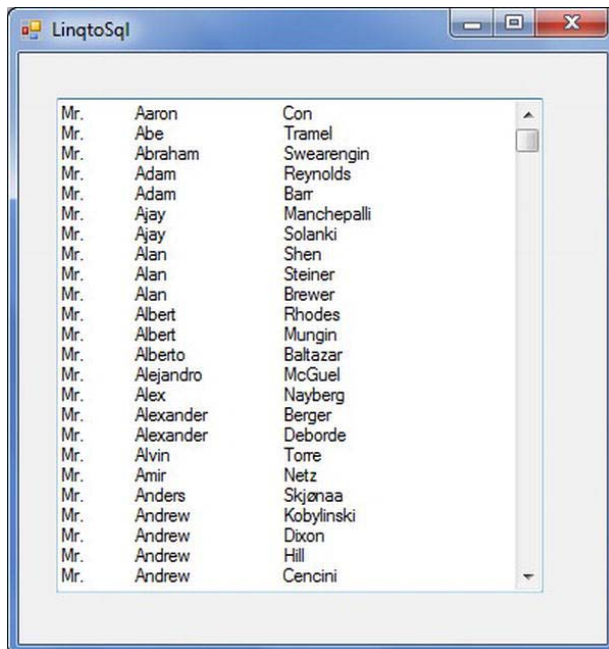 LinqtoSql
Mr. Aaron Con
Mr. Abe Tramel
Mr. Abraham Swearengin
Mr. Adam Reynolds
Mr. Adam Barr
Mr. Ajay Manchepalli
Mr. Ajay Solanki
Mr. Alan Shen
Mr. Alan Steiner
Mr. Alan Brewer
Mr. Albert Rhodes
Mr. Albert Mungin
Mr. Alberto Baltazar
Mr. Alejandro McGuel
Mr. Alex Nayberg
Mr. Alexander Berger
Mr. Alexander Deborde
Mr. Alvin Torre
Mr. Amir Netz
Mr. Anders Skjønaa
Mr. Andrew Kobylinski
Mr. Andrew Dixon
Mr. Andrew Hill
Mr. Andrew Cencini